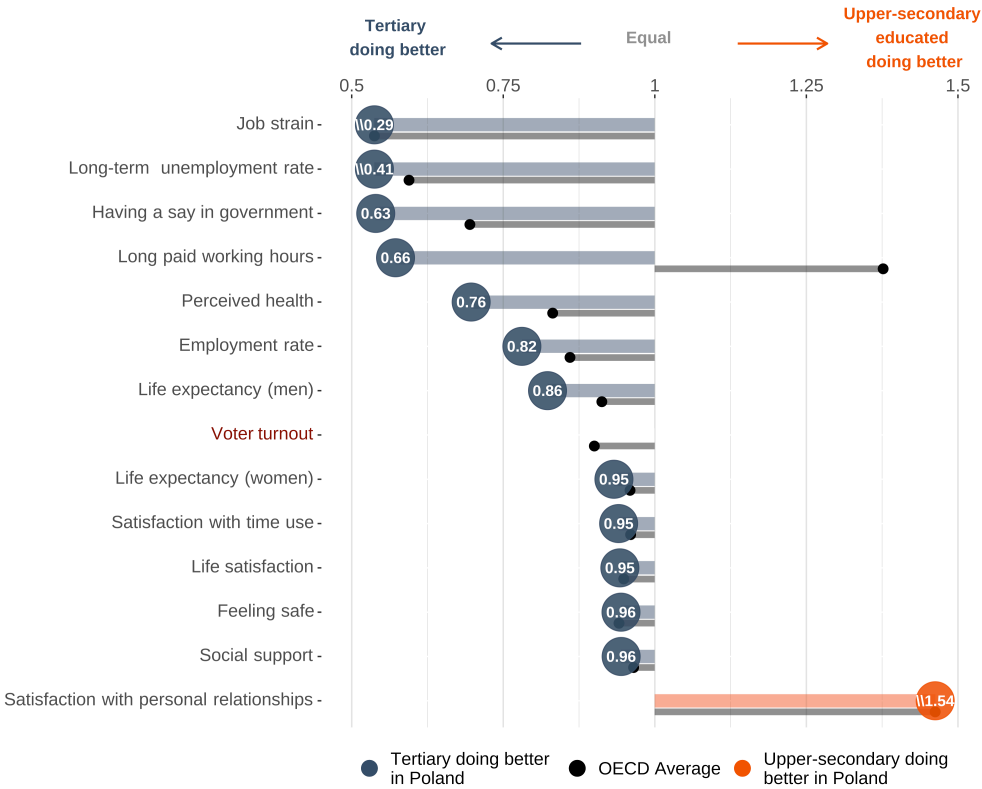 Tertiary
doing better
Equal
Upper-secondary
educated
doing better
0.5 0.75 1 1.25 1.5
Job strain \\0.29
Long-term unemployment rate \\0.41
Having a say in government 0.63
Long paid working hours 0.66
Perceived health 0.76
Employment rate 0.82
Life expectancy (men) 0.86
Voter turnout
Life expectancy (women) 0.95
Satisfaction with time use 0.95
Life satisfaction 0.95
Feeling safe 0.96
Social support 0.96
Satisfaction with personal relationships \\1.54
Tertiary doing better
in Poland
OECD Average
Upper-secondary doing
better in Poland